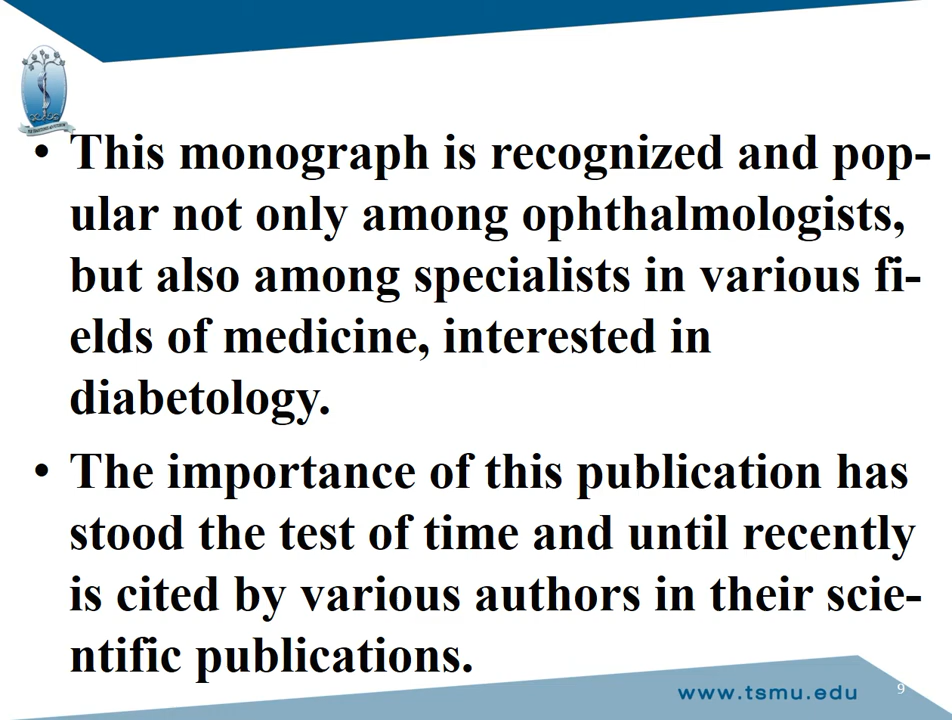 • This monograph is recognized and pop-
ular not only among ophthalmologists,
but also among specialists in various fi-
elds of medicine, interested in
diabetology.
• The importance of this publication has
stood the test of time and until recently
is cited by various authors in their scie-
ntific publications.
www.tsmu.edu
9